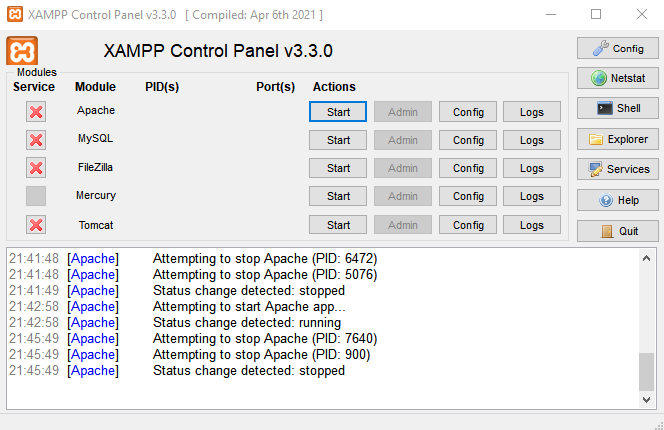 XAMPP Control Panel v3.3.0 [ Compiled: Apr 6th 2021 ]
XAMPP Control Panel v3.3.0
Config
Modules
Service Module PID(s) Port(s) Actions
Netstat
Apache Start Admin Config Logs
Shell
MySQL Start Admin Config Logs
Explorer
FileZilla Start Admin Config Logs
Services
Mercury Start Admin Config Logs
Help
Tomcat Start Admin Config Logs
Quit
21:41:48 [Apache] Attempting to stop Apache (PID: 6472)
21:41:48 [Apache] Attempting to stop Apache (PID: 5076)
21:41:49 [Apache] Status change detected: stopped
21:42:58 [Apache] Attempting to start Apache app...
21:42:58 [Apache] Status change detected: running
21:45:49 [Apache] Attempting to stop Apache (PID: 7640)
21:45:49 [Apache] Attempting to stop Apache (PID: 900)
21:45:49 [Apache] Status change detected: stopped